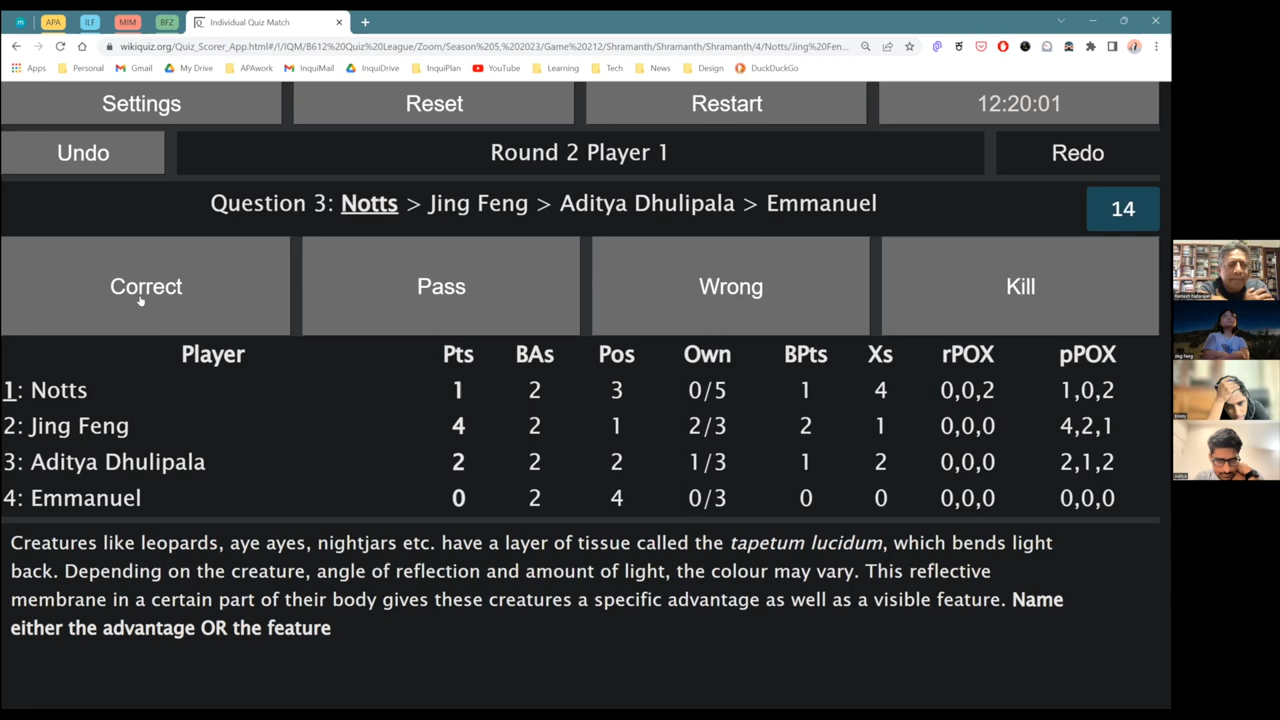 APA ILF MIM BFZ Individual Quiz Match
wikiquiz.org/Quiz_Scorer_App.html#/!/IQM/B612%20Quiz%20League/Zoom/Season%205,%202023/Game%20212/Shramanth/Shramanth/Shramanth/4/Notts/Jing%20Fen...
Apps Personal Gmail My Drive APAwork InquiMail InquiDrive InquiPlan YouTube Learning Tech News Design DuckDuckGo
Settings Reset Restart 12:20:01
Undo Round 2 Player 1 Redo
Question 3: Notts > Jing Feng > Aditya Dhulipala > Emmanuel 14
Correct Pass Wrong Kill
Player Pts BAs Pos Own BPts Xs rPOX pPOX
1: Notts 1 2 3 0/5 1 4 0,0,2 1,0,2
2: Jing Feng 4 2 1 2/3 2 1 0,0,0 4,2,1
3: Aditya Dhulipala 2 2 2 1/3 1 2 0,0,0 2,1,2
4: Emmanuel 0 2 4 0/3 0 0 0,0,0 0,0,0
Creatures like leopards, aye ayes, nightjars etc. have a layer of tissue called the tapetum lucidum, which bends light
back. Depending on the creature, angle of reflection and amount of light, the colour may vary. This reflective
membrane in a certain part of their body gives these creatures a specific advantage as well as a visible feature. Name
either the advantage OR the feature
Ramesh Natarajan
Jing Feng
Emmy
Aditya